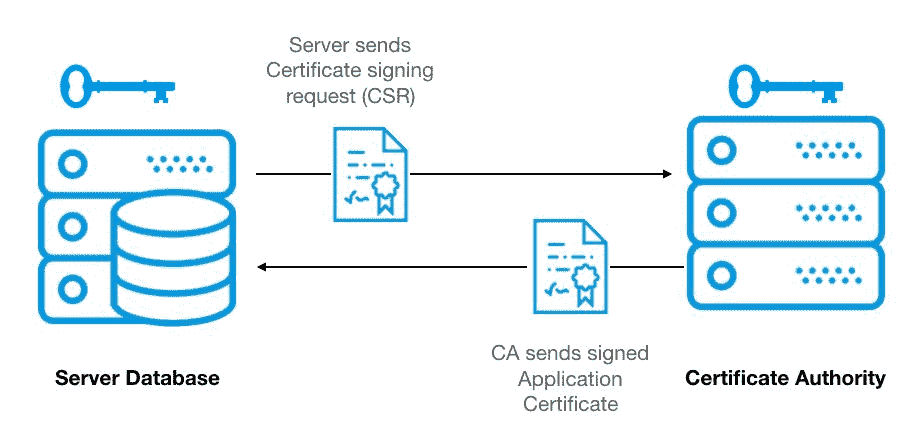 Server sends
Certificate signing
request (CSR)
CA sends signed
Application
Certificate
Server Database
Certificate Authority